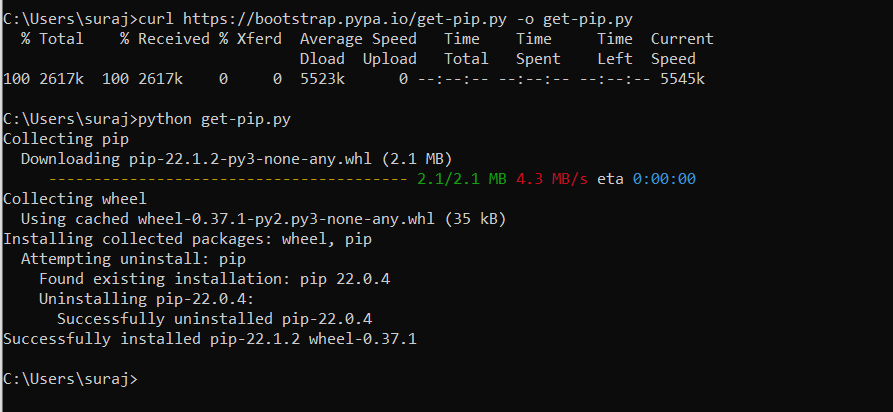 C:\Users\suraj>curl https://bootstrap.pypa.io/get-pip.py -o get-pip.py
  % Total    % Received % Xferd  Average Speed   Time    Time     Time  Current
                                 Dload  Upload   Total   Spent    Left  Speed
100 2617k  100 2617k    0     0  5523k      0 --:--:-- --:--:-- --:--:-- 5545k
C:\Users\suraj>python get-pip.py
Collecting pip
  Downloading pip-22.1.2-py3-none-any.whl (2.1 MB)
     ---------------------------------------- 2.1/2.1 MB 4.3 MB/s eta 0:00:00
Collecting wheel
  Using cached wheel-0.37.1-py2.py3-none-any.whl (35 kB)
Installing collected packages: wheel, pip
  Attempting uninstall: pip
    Found existing installation: pip 22.0.4
    Uninstalling pip-22.0.4:
      Successfully uninstalled pip-22.0.4
Successfully installed pip-22.1.2 wheel-0.37.1
C:\Users\suraj>